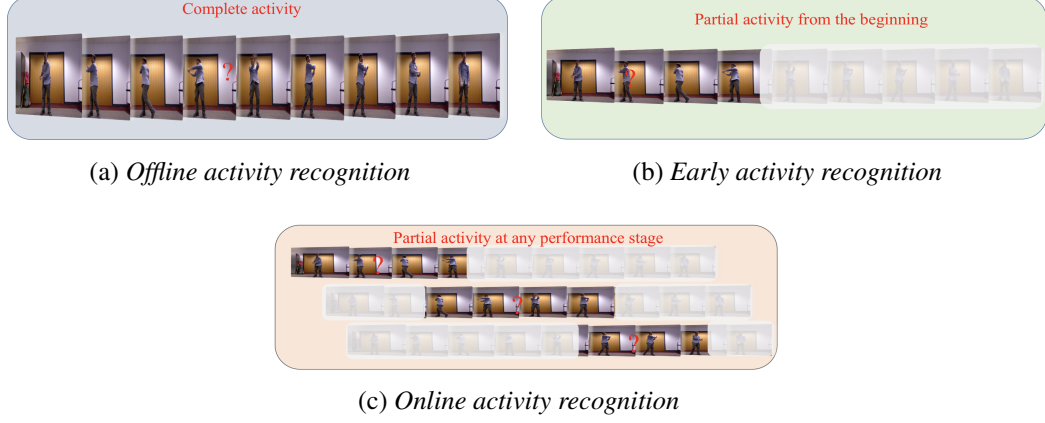 Complete activity
?
(a) Offline activity recognition
Partial activity from the beginning
?
(b) Early activity recognition
Partial activity at any performance stage
?
?
?
(c) Online activity recognition